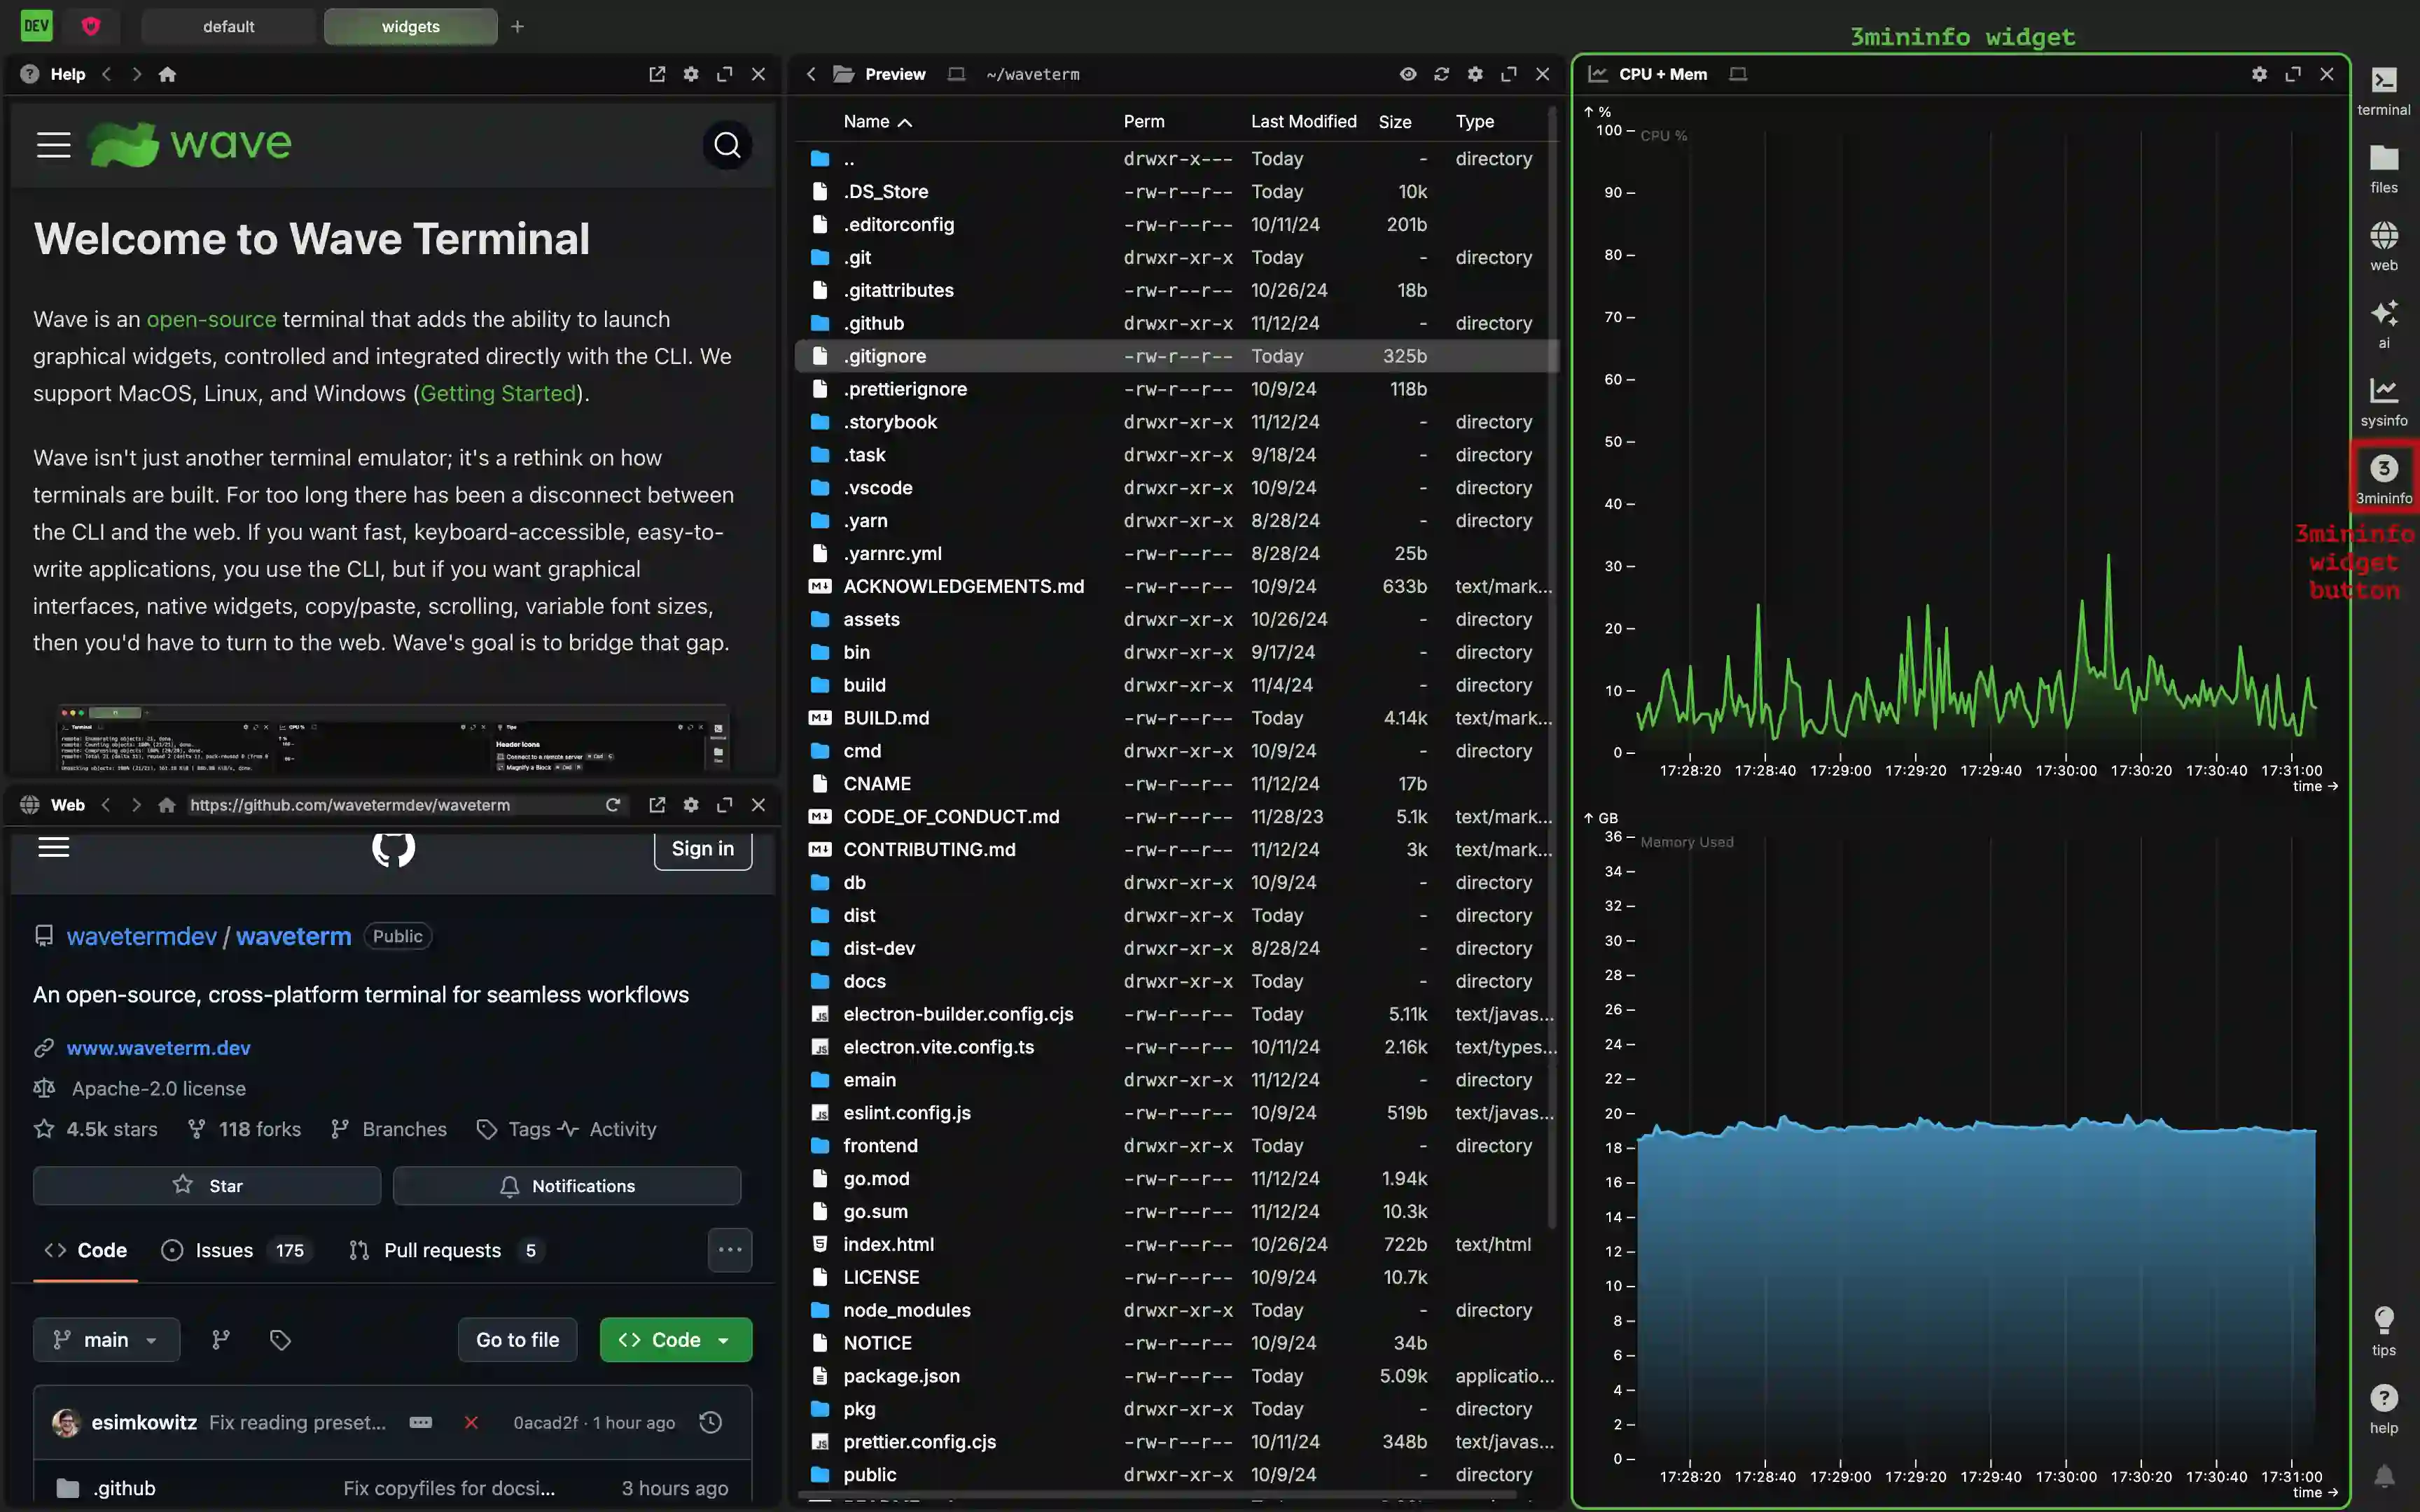 DEV
default
widgets
+
3mininfo widget
Help
wave
Welcome to Wave Terminal
Wave is an open-source terminal that adds the ability to launch
graphical widgets, controlled and integrated directly with the CLI. We
support MacOS, Linux, and Windows (Getting Started).
Wave isn't just another terminal emulator; it's a rethink on how
terminals are built. For too long there has been a disconnect between
the CLI and the web. If you want fast, keyboard-accessible, easy-to-
write applications, you use the CLI, but if you want graphical
interfaces, native widgets, copy/paste, scrolling, variable font sizes,
then you'd have to turn to the web. Wave's goal is to bridge that gap.
Terminal
CPU %
Tips
Header Icons
Connect to a remote server
Magnify a Block
Web https://github.com/wavetermdev/waveterm
Sign in
wavetermdev / waveterm Public
An open-source, cross-platform terminal for seamless workflows
www.waveterm.dev
Apache-2.0 license
4.5k stars 118 forks Branches Tags Activity
Star Notifications
Code Issues 175 Pull requests 5 ...
main Go to file Code
esimkowitz Fix reading preset... 0acad2f · 1 hour ago
.github Fix copyfiles for docsi... 3 hours ago
Preview ~/waveterm
Name Perm Last Modified Size Type
.. drwxr-x--- Today - directory
.DS_Store -rw-r--r-- Today 10k
.editorconfig -rw-r--r-- 10/11/24 201b
.git drwxr-xr-x Today - directory
.gitattributes -rw-r--r-- 10/26/24 18b
.github drwxr-xr-x 11/12/24 - directory
.gitignore -rw-r--r-- Today 325b
.prettierignore -rw-r--r-- 10/9/24 118b
.storybook drwxr-xr-x 11/12/24 - directory
.task drwxr-xr-x 9/18/24 - directory
.vscode drwxr-xr-x 10/9/24 - directory
.yarn drwxr-xr-x 8/28/24 - directory
.yarnrc.yml -rw-r--r-- 8/28/24 25b
ACKNOWLEDGEMENTS.md -rw-r--r-- 10/9/24 633b text/mark...
assets drwxr-xr-x 10/26/24 - directory
bin drwxr-xr-x 9/17/24 - directory
build drwxr-xr-x 11/4/24 - directory
BUILD.md -rw-r--r-- Today 4.14k text/mark...
cmd drwxr-xr-x 10/9/24 - directory
CNAME -rw-r--r-- 11/12/24 17b
CODE_OF_CONDUCT.md -rw-r--r-- 11/28/23 5.1k text/mark...
CONTRIBUTING.md -rw-r--r-- 11/12/24 3k text/mark...
db drwxr-xr-x 10/9/24 - directory
dist drwxr-xr-x Today - directory
dist-dev drwxr-xr-x 8/28/24 - directory
docs drwxr-xr-x Today - directory
electron-builder.config.cjs -rw-r--r-- Today 5.11k text/javas...
electron.vite.config.ts -rw-r--r-- 10/11/24 2.16k text/types...
emain drwxr-xr-x 11/12/24 - directory
eslint.config.js -rw-r--r-- 10/9/24 519b text/javas...
frontend drwxr-xr-x Today - directory
go.mod -rw-r--r-- 11/12/24 1.94k
go.sum -rw-r--r-- 11/12/24 10.3k
index.html -rw-r--r-- 10/26/24 722b text/html
LICENSE -rw-r--r-- 10/9/24 10.7k
node_modules drwxr-xr-x Today - directory
NOTICE -rw-r--r-- 10/9/24 34b
package.json -rw-r--r-- Today 5.09k applicatio...
pkg drwxr-xr-x Today - directory
prettier.config.cjs -rw-r--r-- 10/11/24 348b text/javas...
public drwxr-xr-x 10/9/24 - directory
CPU + Mem
↑ %
CPU %
100
90
80
70
60
50
40
30
20
10
0
17:28:20 17:28:40 17:29:00 17:29:20 17:29:40 17:30:00 17:30:20 17:30:40 17:31:00
time →
↑ GB
Memory Used
36
34
32
30
28
26
24
22
20
18
16
14
12
10
8
6
4
2
0
17:28:20 17:28:40 17:29:00 17:29:20 17:29:40 17:30:00 17:30:20 17:30:40 17:31:00
time →
terminal
files
web
ai
sysinfo
3
3mininfo
3mininfo
widget
button
tips
help